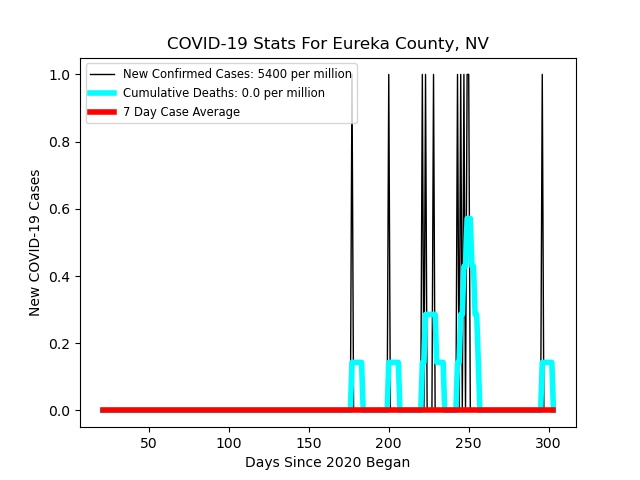 COVID-19 Stats For Eureka County, NV
New Confirmed Cases: 5400 per million
Cumulative Deaths: 0.0 per million
7 Day Case Average
1.0
0.8
0.6
0.4
0.2
0.0
New COVID-19 Cases
50 100 150 200 250 300
Days Since 2020 Began